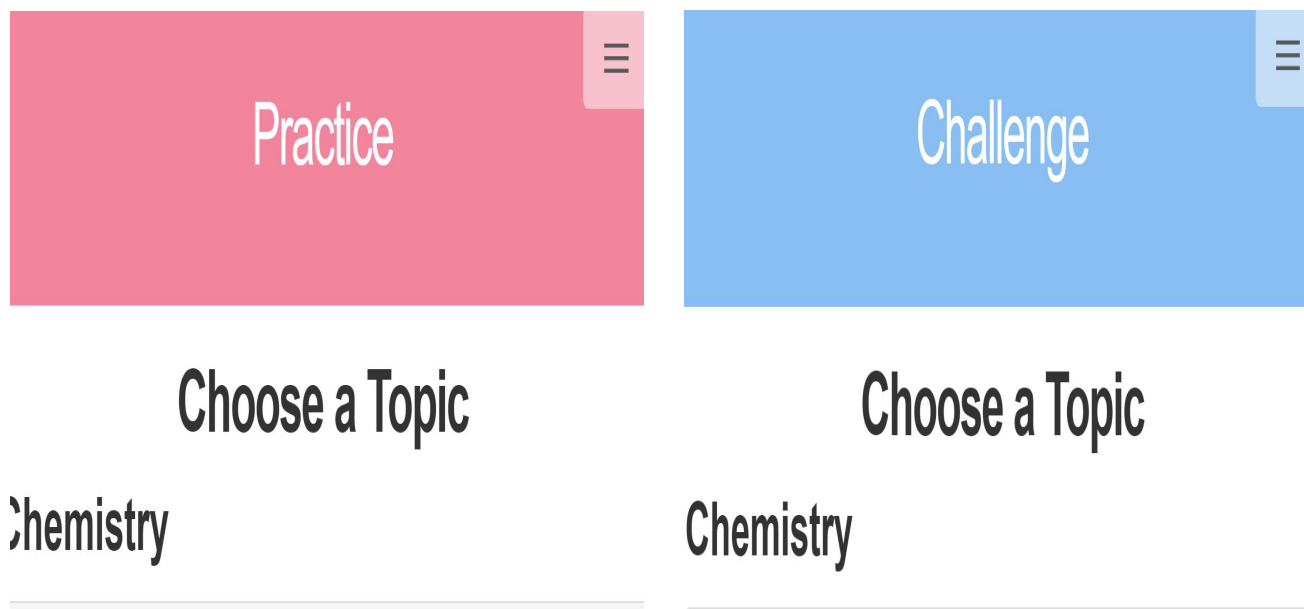 Practice
Choose a Topic
Chemistry
Challenge
Choose a Topic
Chemistry